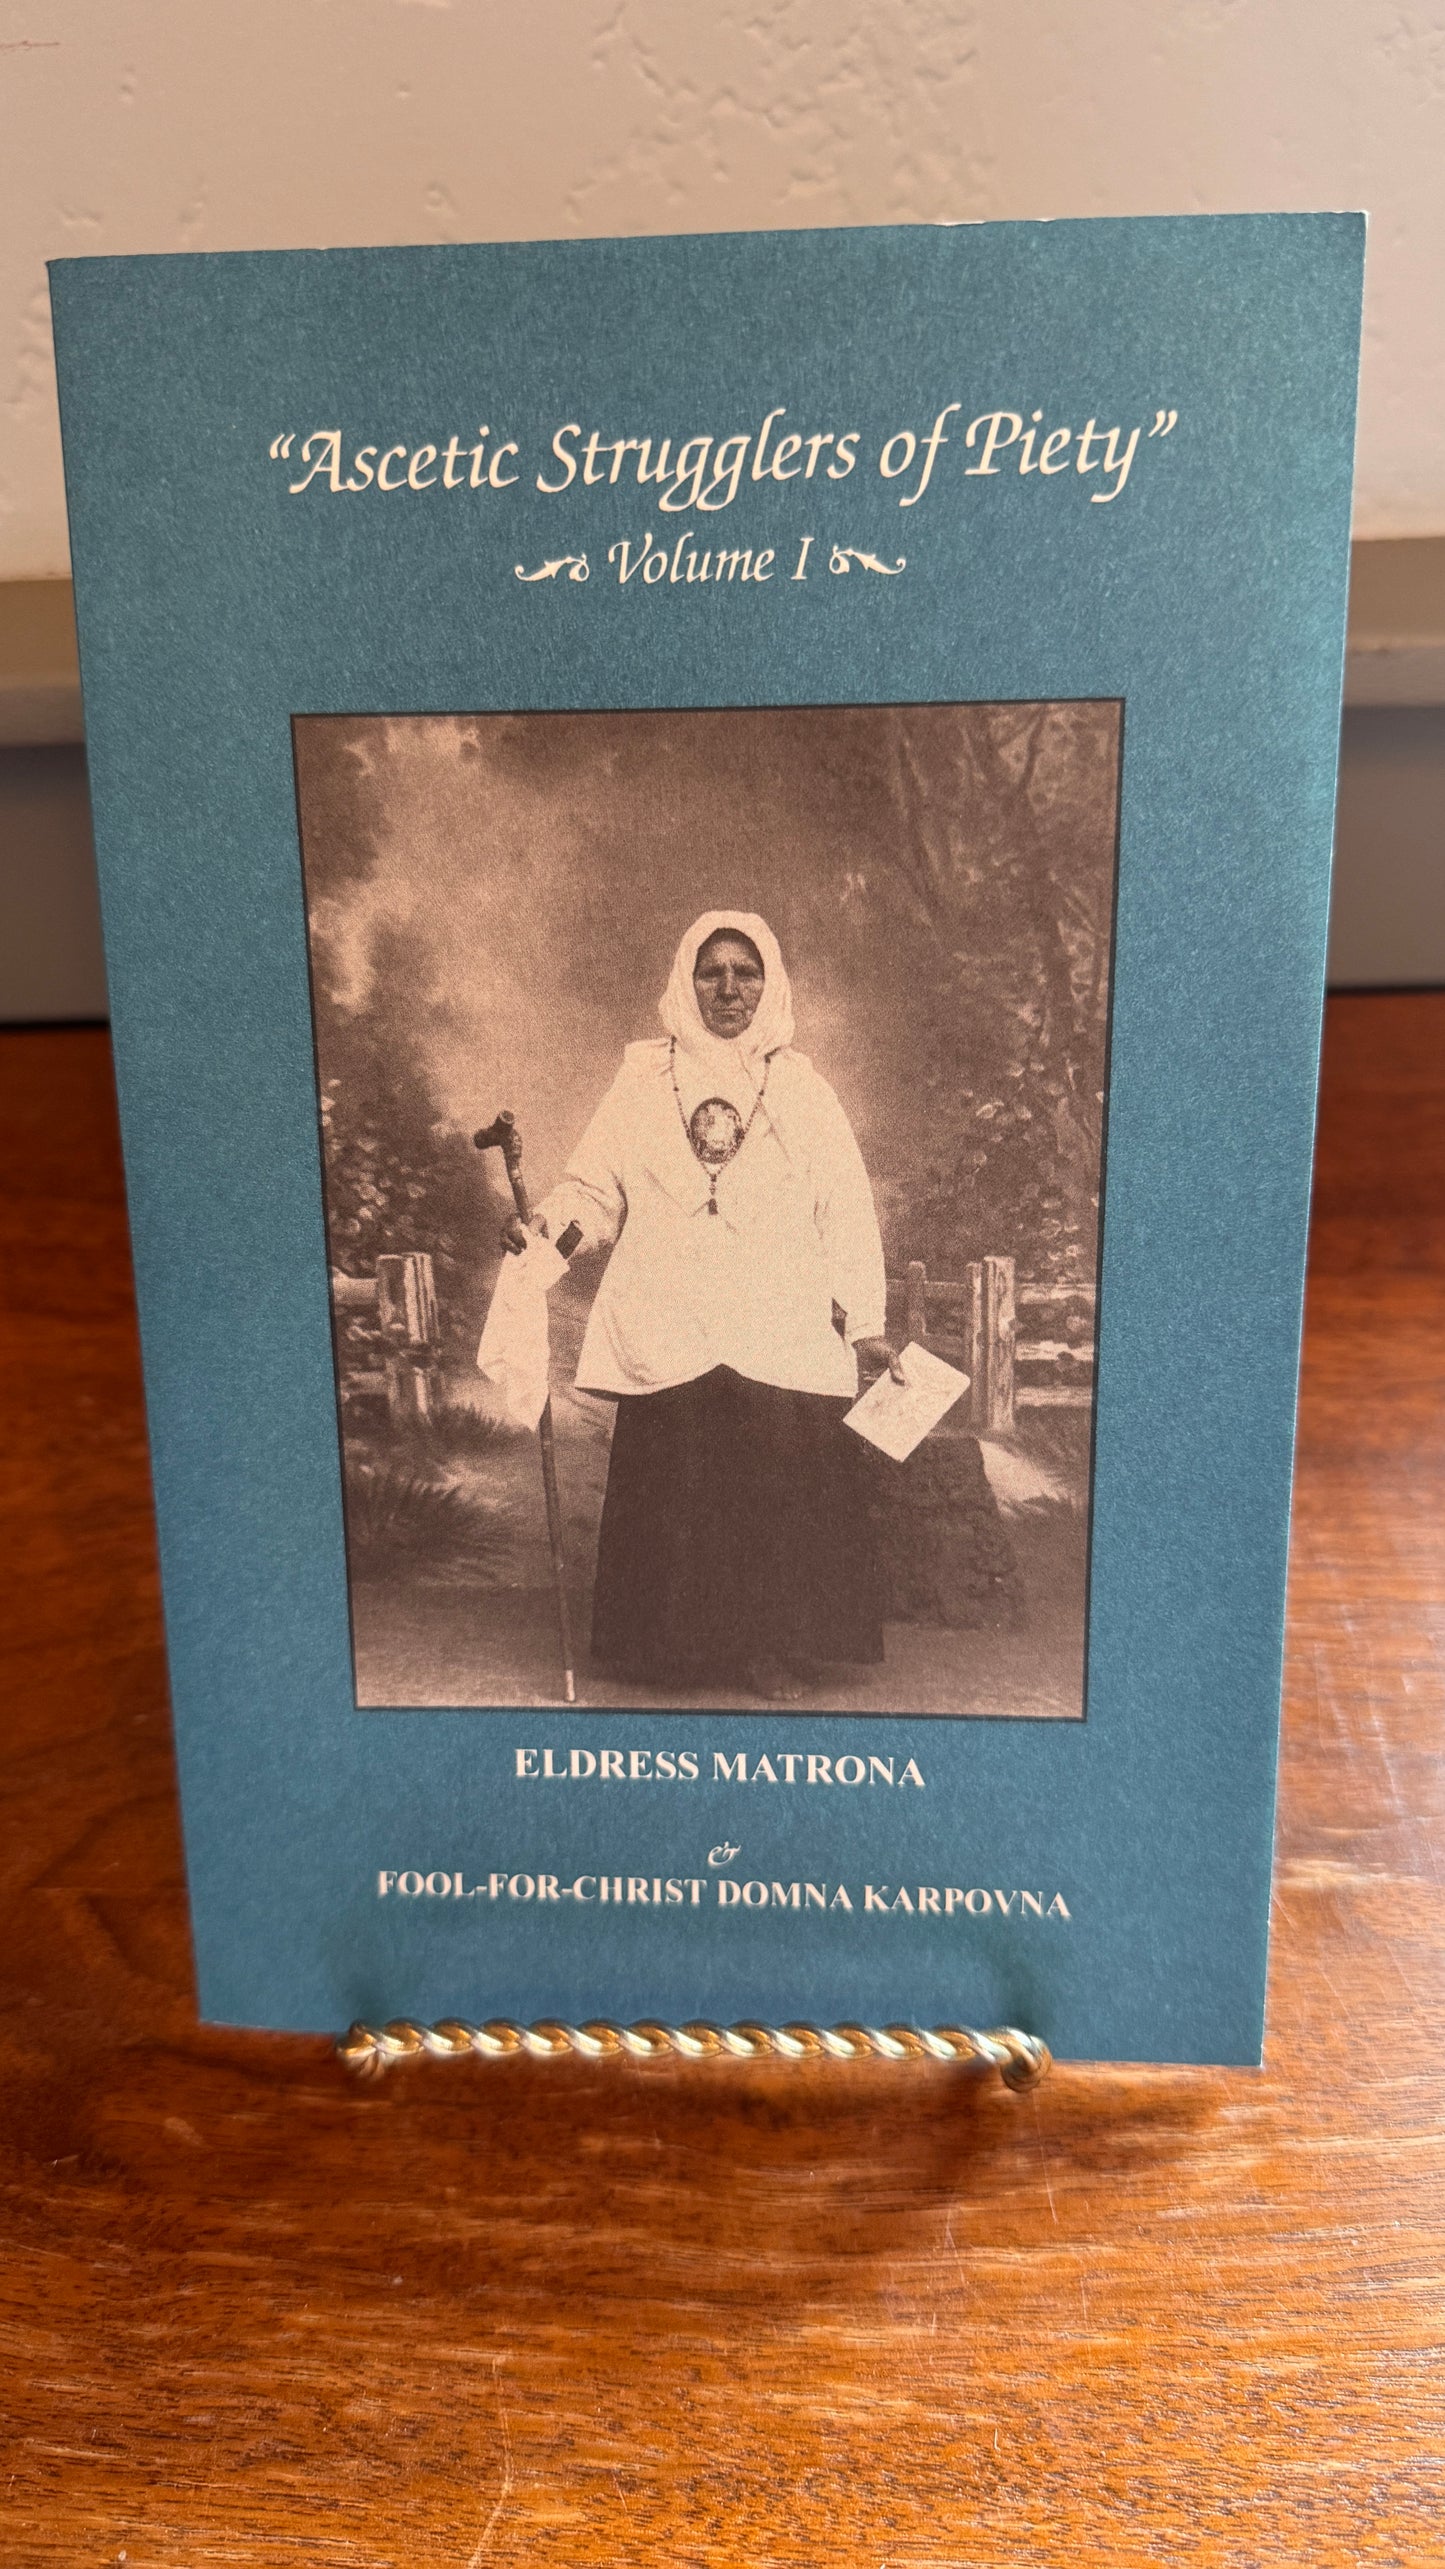 “Ascetic Strugglers of Piety”
Volume I
ELDRESS MATRONA
&
FOOL-FOR-CHRIST DOMNA KARPOVNA